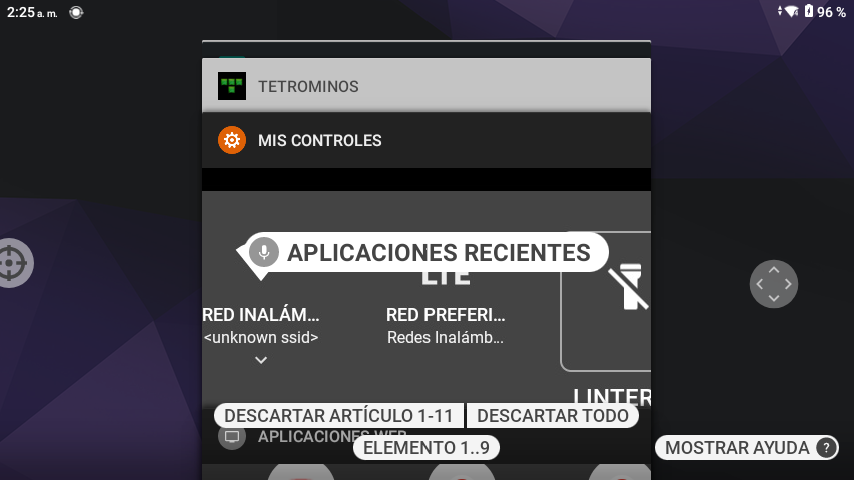 2:25 a. m.
96 %
TETROMINOS
MIS CONTROLES
APLICACIONES RECIENTES
LTE
RED INALÁM...
RED PREFERI...
<unknown ssid>
Redes Inalámb...
LINTER
DESCARTAR ARTÍCULO 1-11
DESCARTAR TODO
APLICACIONES WEB
ELEMENTO 1..9
MOSTRAR AYUDA ?